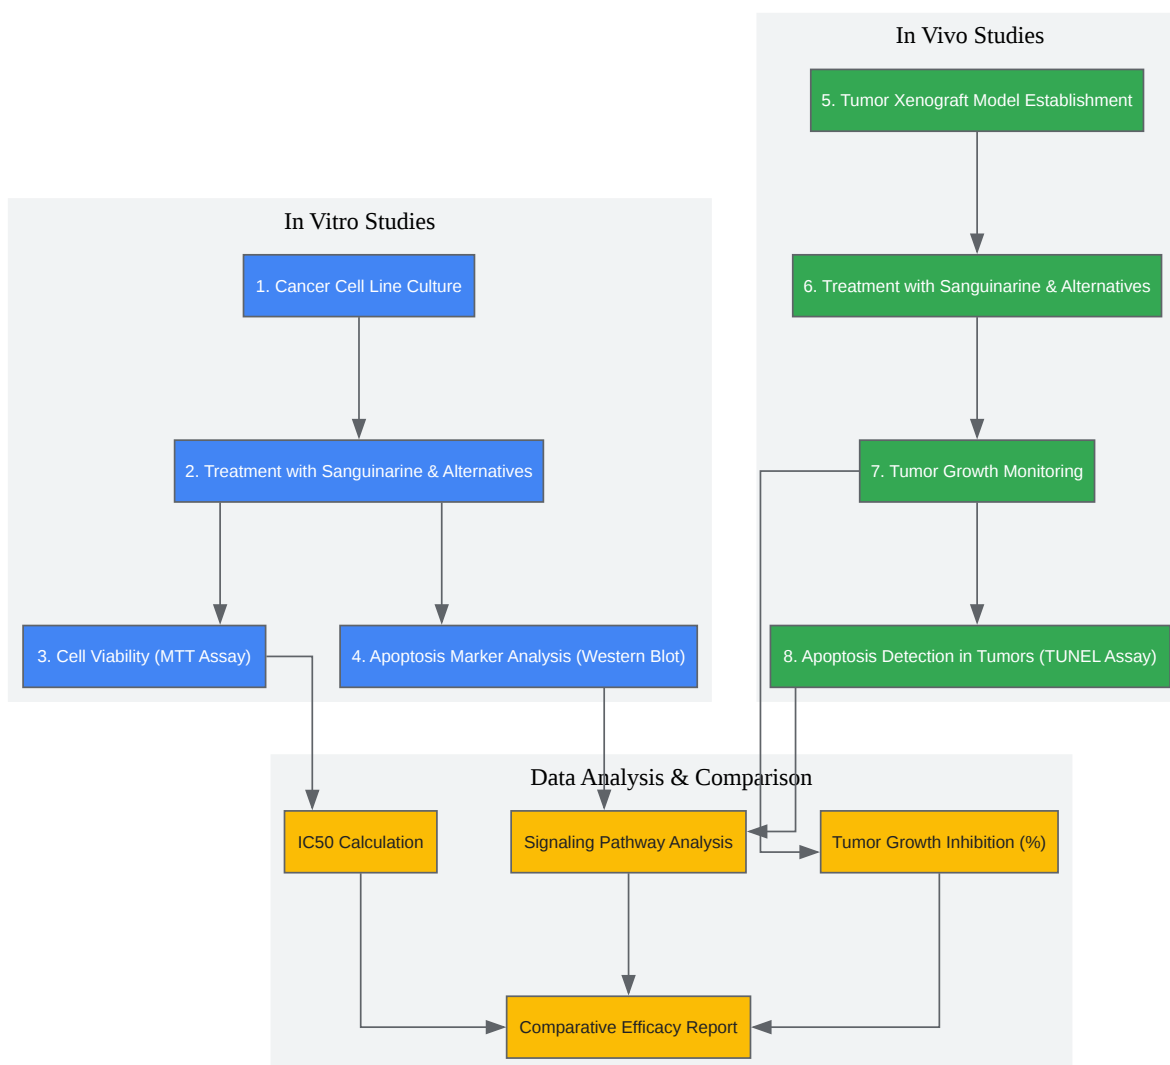 In Vivo Studies
5. Tumor Xenograft Model Establishment
6. Treatment with Sanguinarine & Alternatives
7. Tumor Growth Monitoring
8. Apoptosis Detection in Tumors (TUNEL Assay)
In Vitro Studies
1. Cancer Cell Line Culture
2. Treatment with Sanguinarine & Alternatives
3. Cell Viability (MTT Assay)
4. Apoptosis Marker Analysis (Western Blot)
Data Analysis & Comparison
IC50 Calculation
Signaling Pathway Analysis
Tumor Growth Inhibition (%)
Comparative Efficacy Report